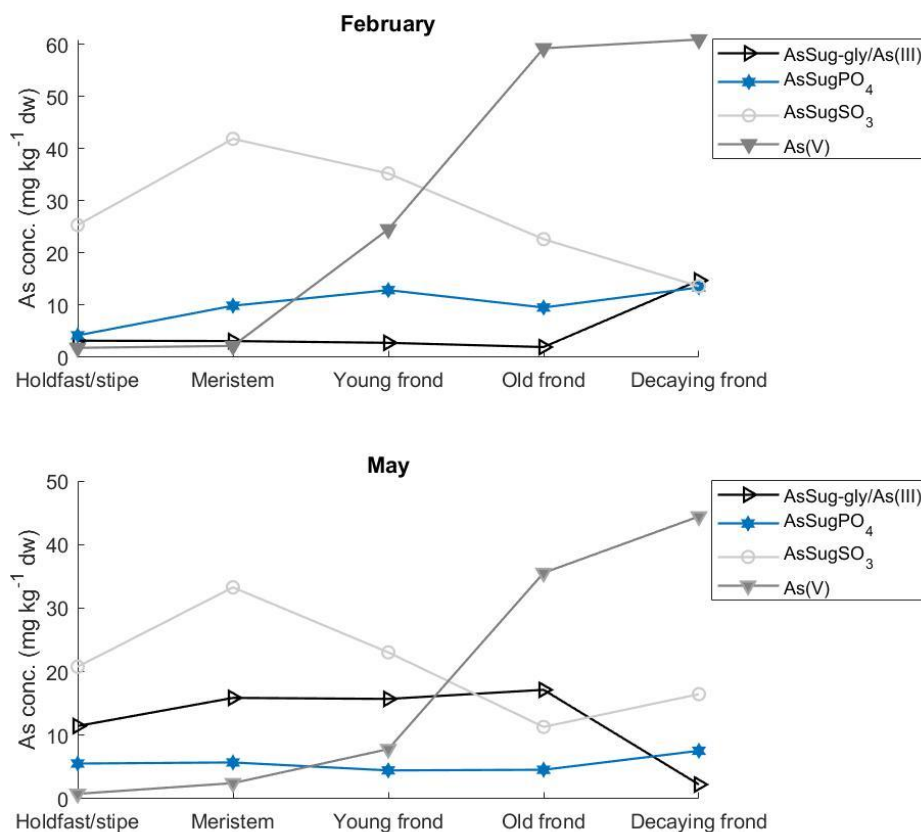 February
As conc. (mg kg⁻¹ dw)
60
50
40
30
20
10
0
Holdfast/stipe Meristem Young frond Old frond Decaying frond
AsSug-gly/As(III)
AsSugPO₄
AsSugSO₃
As(V)
May
As conc. (mg kg⁻¹ dw)
50
40
30
20
10
0
Holdfast/stipe Meristem Young frond Old frond Decaying frond
AsSug-gly/As(III)
AsSugPO₄
AsSugSO₃
As(V)